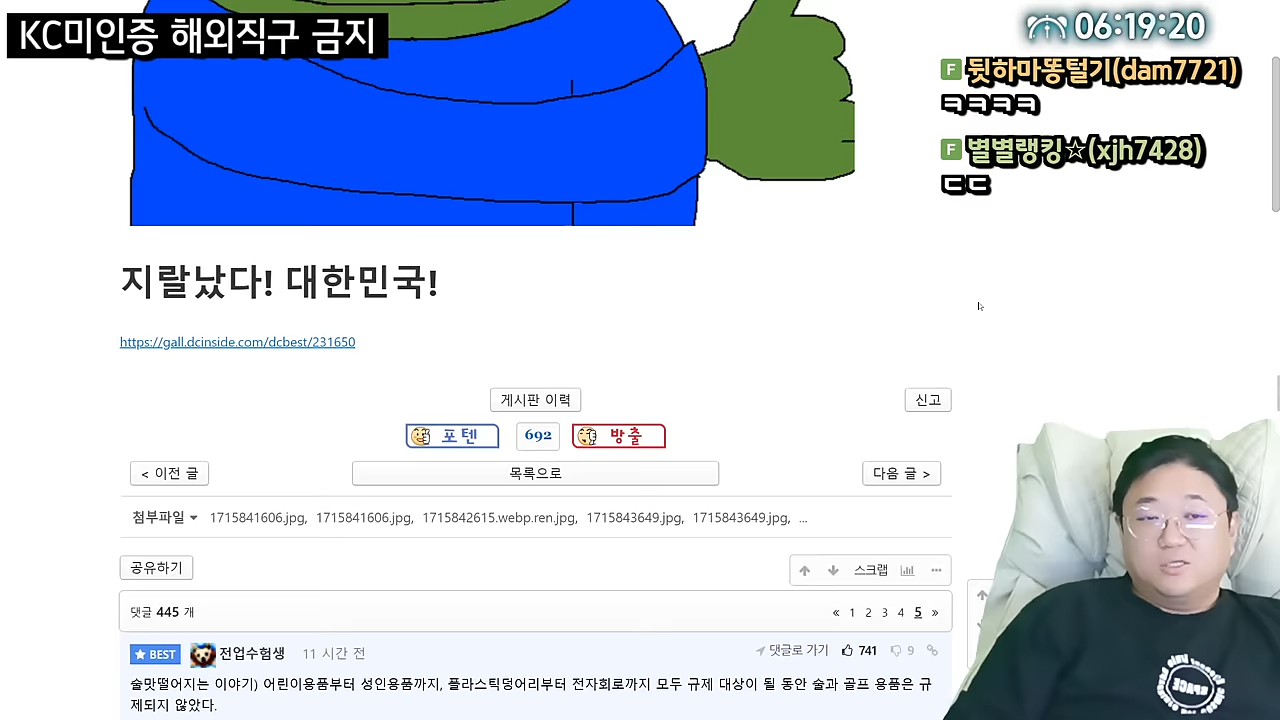 KC미인증 해외직구 금지
06:19:20
F 뒷하마똥털기(dam7721)
ㅋㅋㅋㅋ
F 별별랭킹☆(xjh7428)
ㄷㄷ
지랄났다! 대한민국!
https://gall.dcinside.com/dcbest/231650
게시판 이력
신고
포텐 692 방출
< 이전 글
목록으로
다음 글 >
첨부파일 1715841606.jpg, 1715841606.jpg, 1715842615.webp.ren.jpg, 1715843649.jpg, 1715843649.jpg, ...
공유하기
스크랩 ...
댓글 445 개
« 1 2 3 4 5 »
BEST 전업수험생 11 시간 전
댓글로 가기 741 9
술맛떨어지는 이야기) 어린이용품부터 성인용품까지, 플라스틱덩어리부터 전자회로까지 모두 규제 대상이 될 동안 술과 골프 용품은 규
제되지 않았다.
SPACE